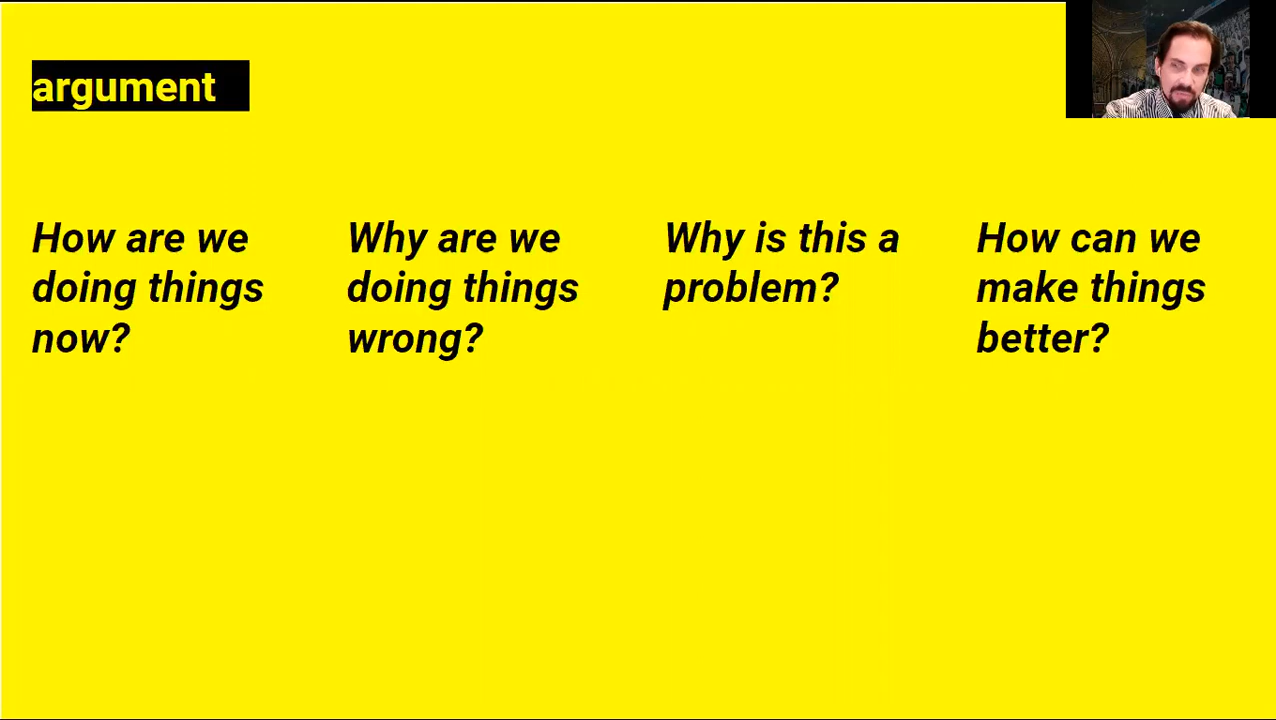 argument
How are we
doing things
now?
Why are we
doing things
wrong?
Why is this a
problem?
How can we
make things
better?